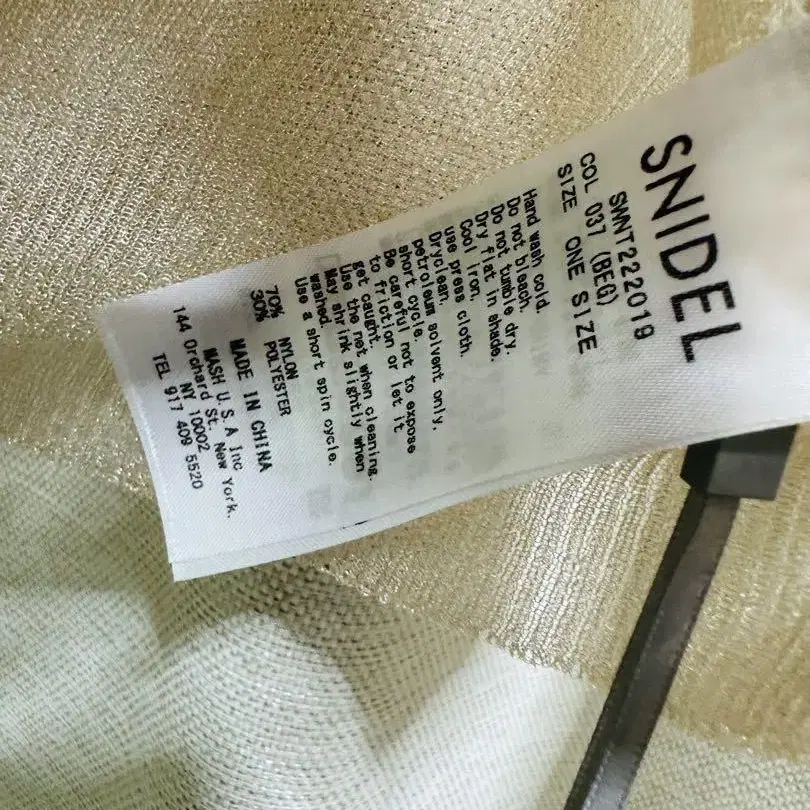 SNIDEL
SWNT222019
COL 037 (BEG)
SIZE ONE SIZE
Hand wash cold.
Do not bleach.
Do not tumble dry.
Dry flat in shade.
Cool iron,
use press cloth.
Dryclean,
petroleum solvent only,
short cycle.
Be careful not to expose
to friction or let it
get caught.
Use the net when cleaning.
May shrink slightly when
washed.
Use a short spin cycle.
70% NYLON
30% POLYESTER
MADE IN CHINA
MASH U.S.A Inc
144 Orchard St. New York.
NY 10002
TEL 917 409 5520